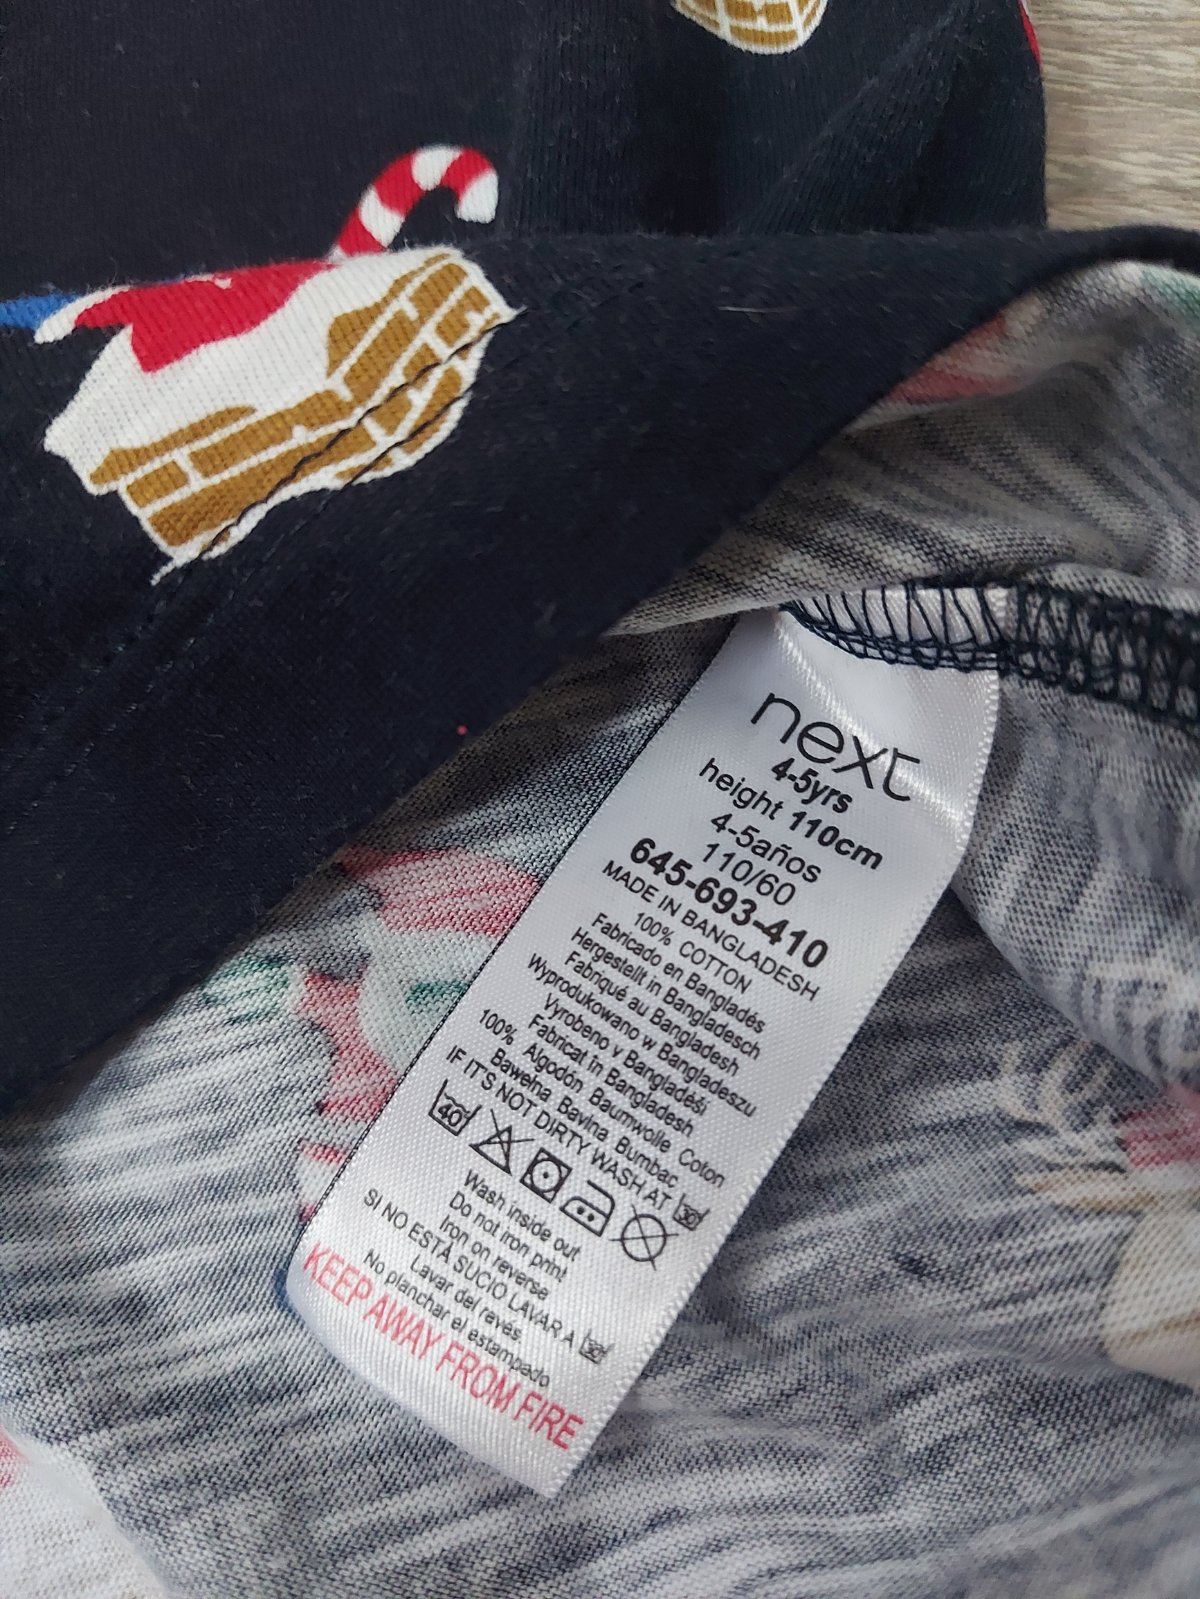 next
4-5yrs
height 110cm
4-5años
110/60
645-693-410
MADE IN BANGLADESH
100% COTTON
Fabricado en Bangladés
Hergestellt in Bangladesch
Fabriqué au Bangladesh
Wyprodukowano w Bangladeszu
Vyrobeno v Bangladéši
Fabricat în Bangladesh
100% Algodón Baumwolle Coton
Bawełna Bavlna Bumbac
IF IT'S NOT DIRTY WASH AT 30
40
Wash inside out
Do not iron print
Iron on reverse
SI NO ESTÁ SUCIO LAVAR A 30
Lavar del revés
No planchar el estampado
KEEP AWAY FROM FIRE